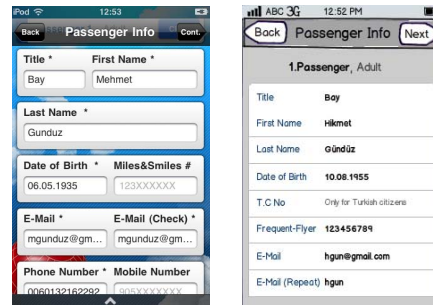 iPod 12:53
Back Passenger Info Cont.
Title * First Name *
Bay Mehmet
Last Name *
Gunduz
Date of Birth * Miles&Smiles #
06.05.1935 123XXXXXX
E-Mail * E-Mail (Check) *
mgunduz@gm... mgunduz@gm...
Phone Number * Mobile Number
0060132162292 905XXXXXXX
ABC 3G 12:52 PM
Back Passenger Info Next
1.Passenger, Adult
Title Bay
First Name Hikmet
Last Name Gündüz
Date of Birth 10.08.1955
T.C No Only for Turkish citizens
Frequent-Flyer 123456789
E-Mail hgun@gmail.com
E-Mail (Repeat) hgun